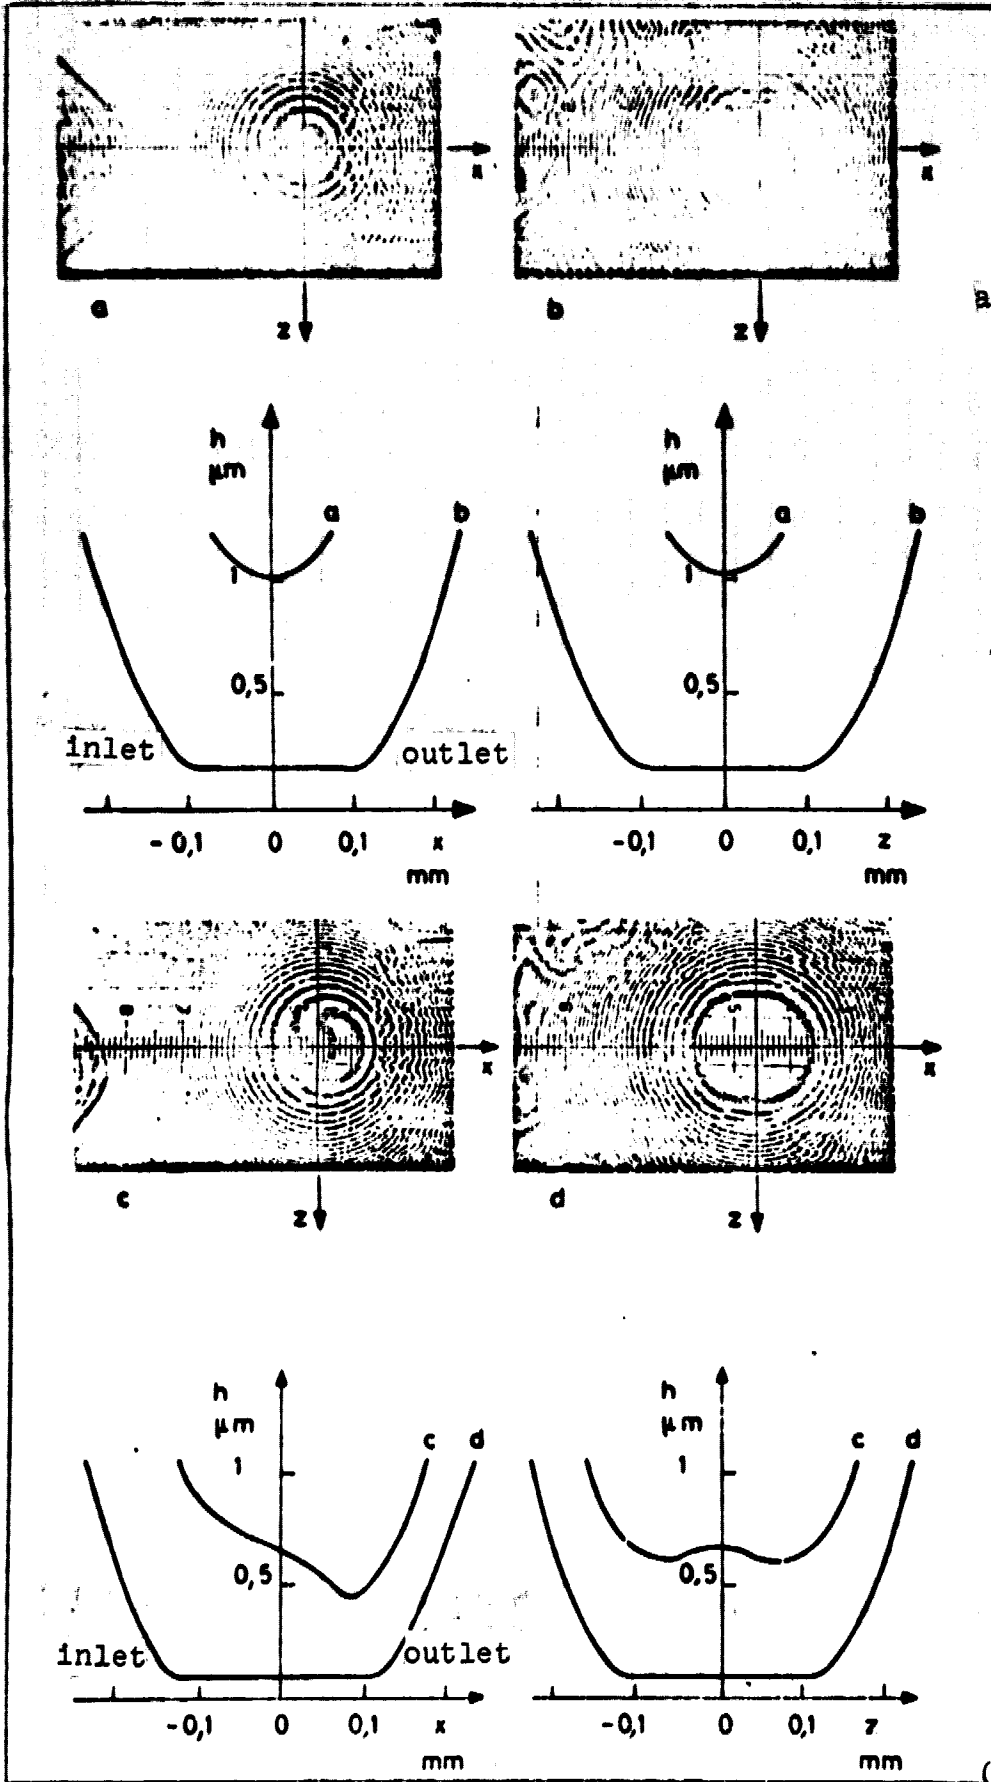 x x
a b
z z
h h
μm μm
a b a b
1 1
0,5 0,5
inlet outlet
-0,1 0 0,1 x -0,1 0 0,1 z
mm mm
x x
c d
z z
h h
μm μm
c d c d
1 1
0,5 0,5
inlet outlet
-0,1 0 0,1 x -0,1 0 0,1
mm mm